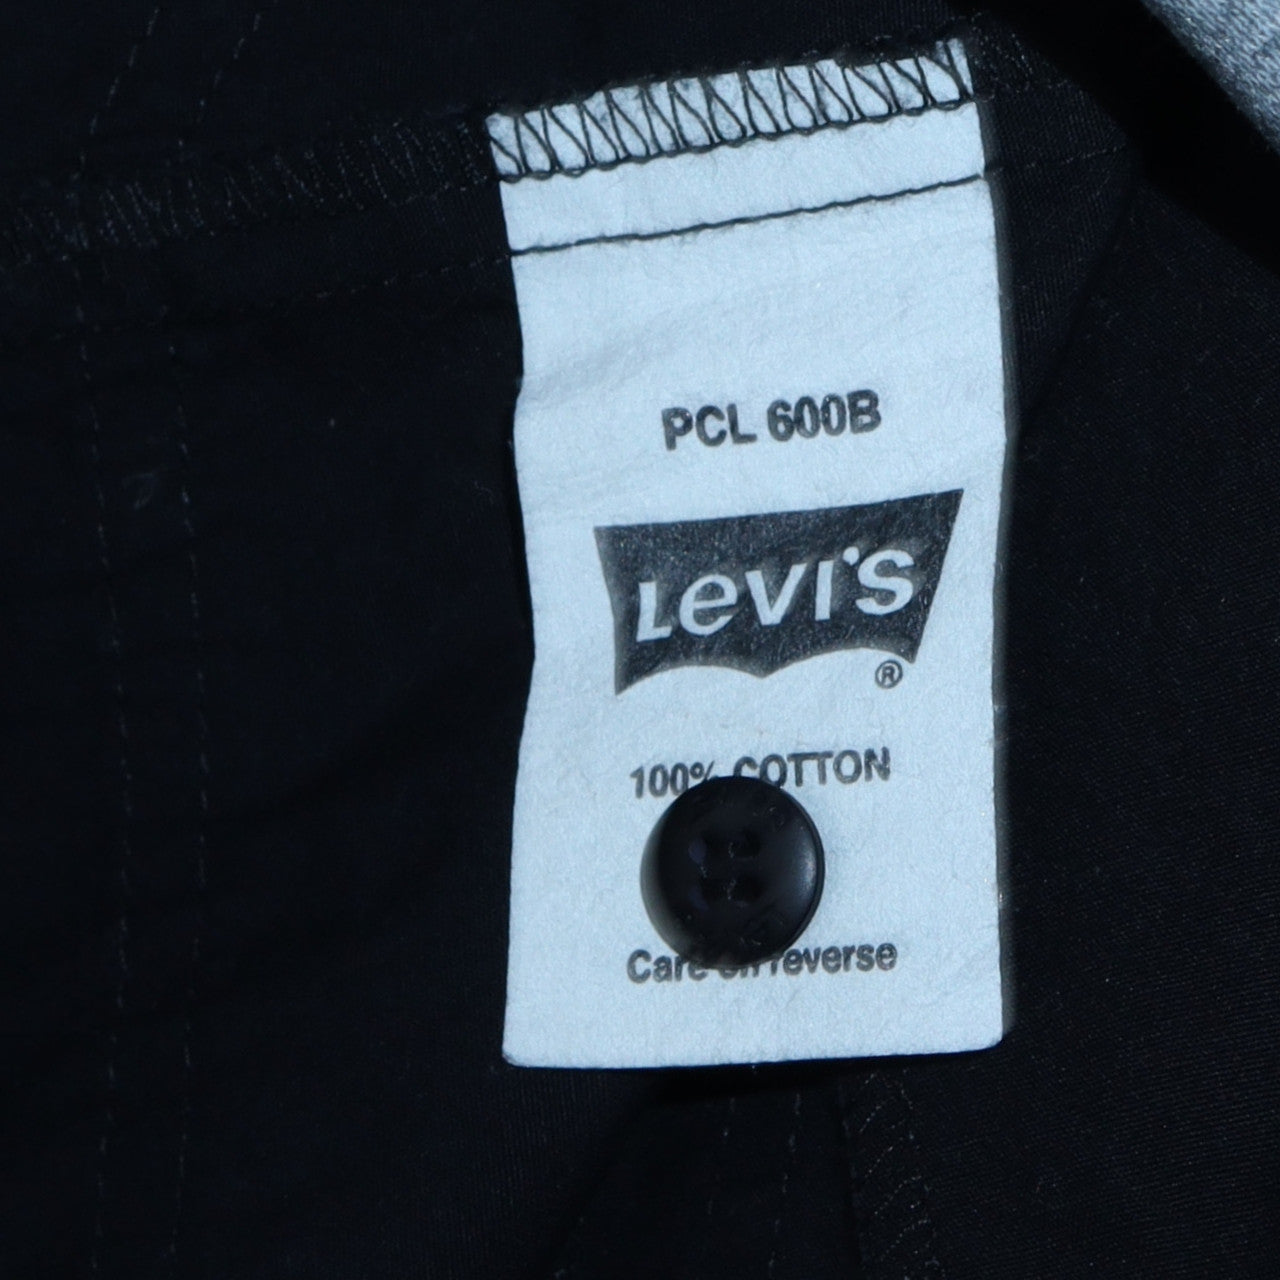 PCL 600B
Levi's
®
100% COTTON
Care on reverse